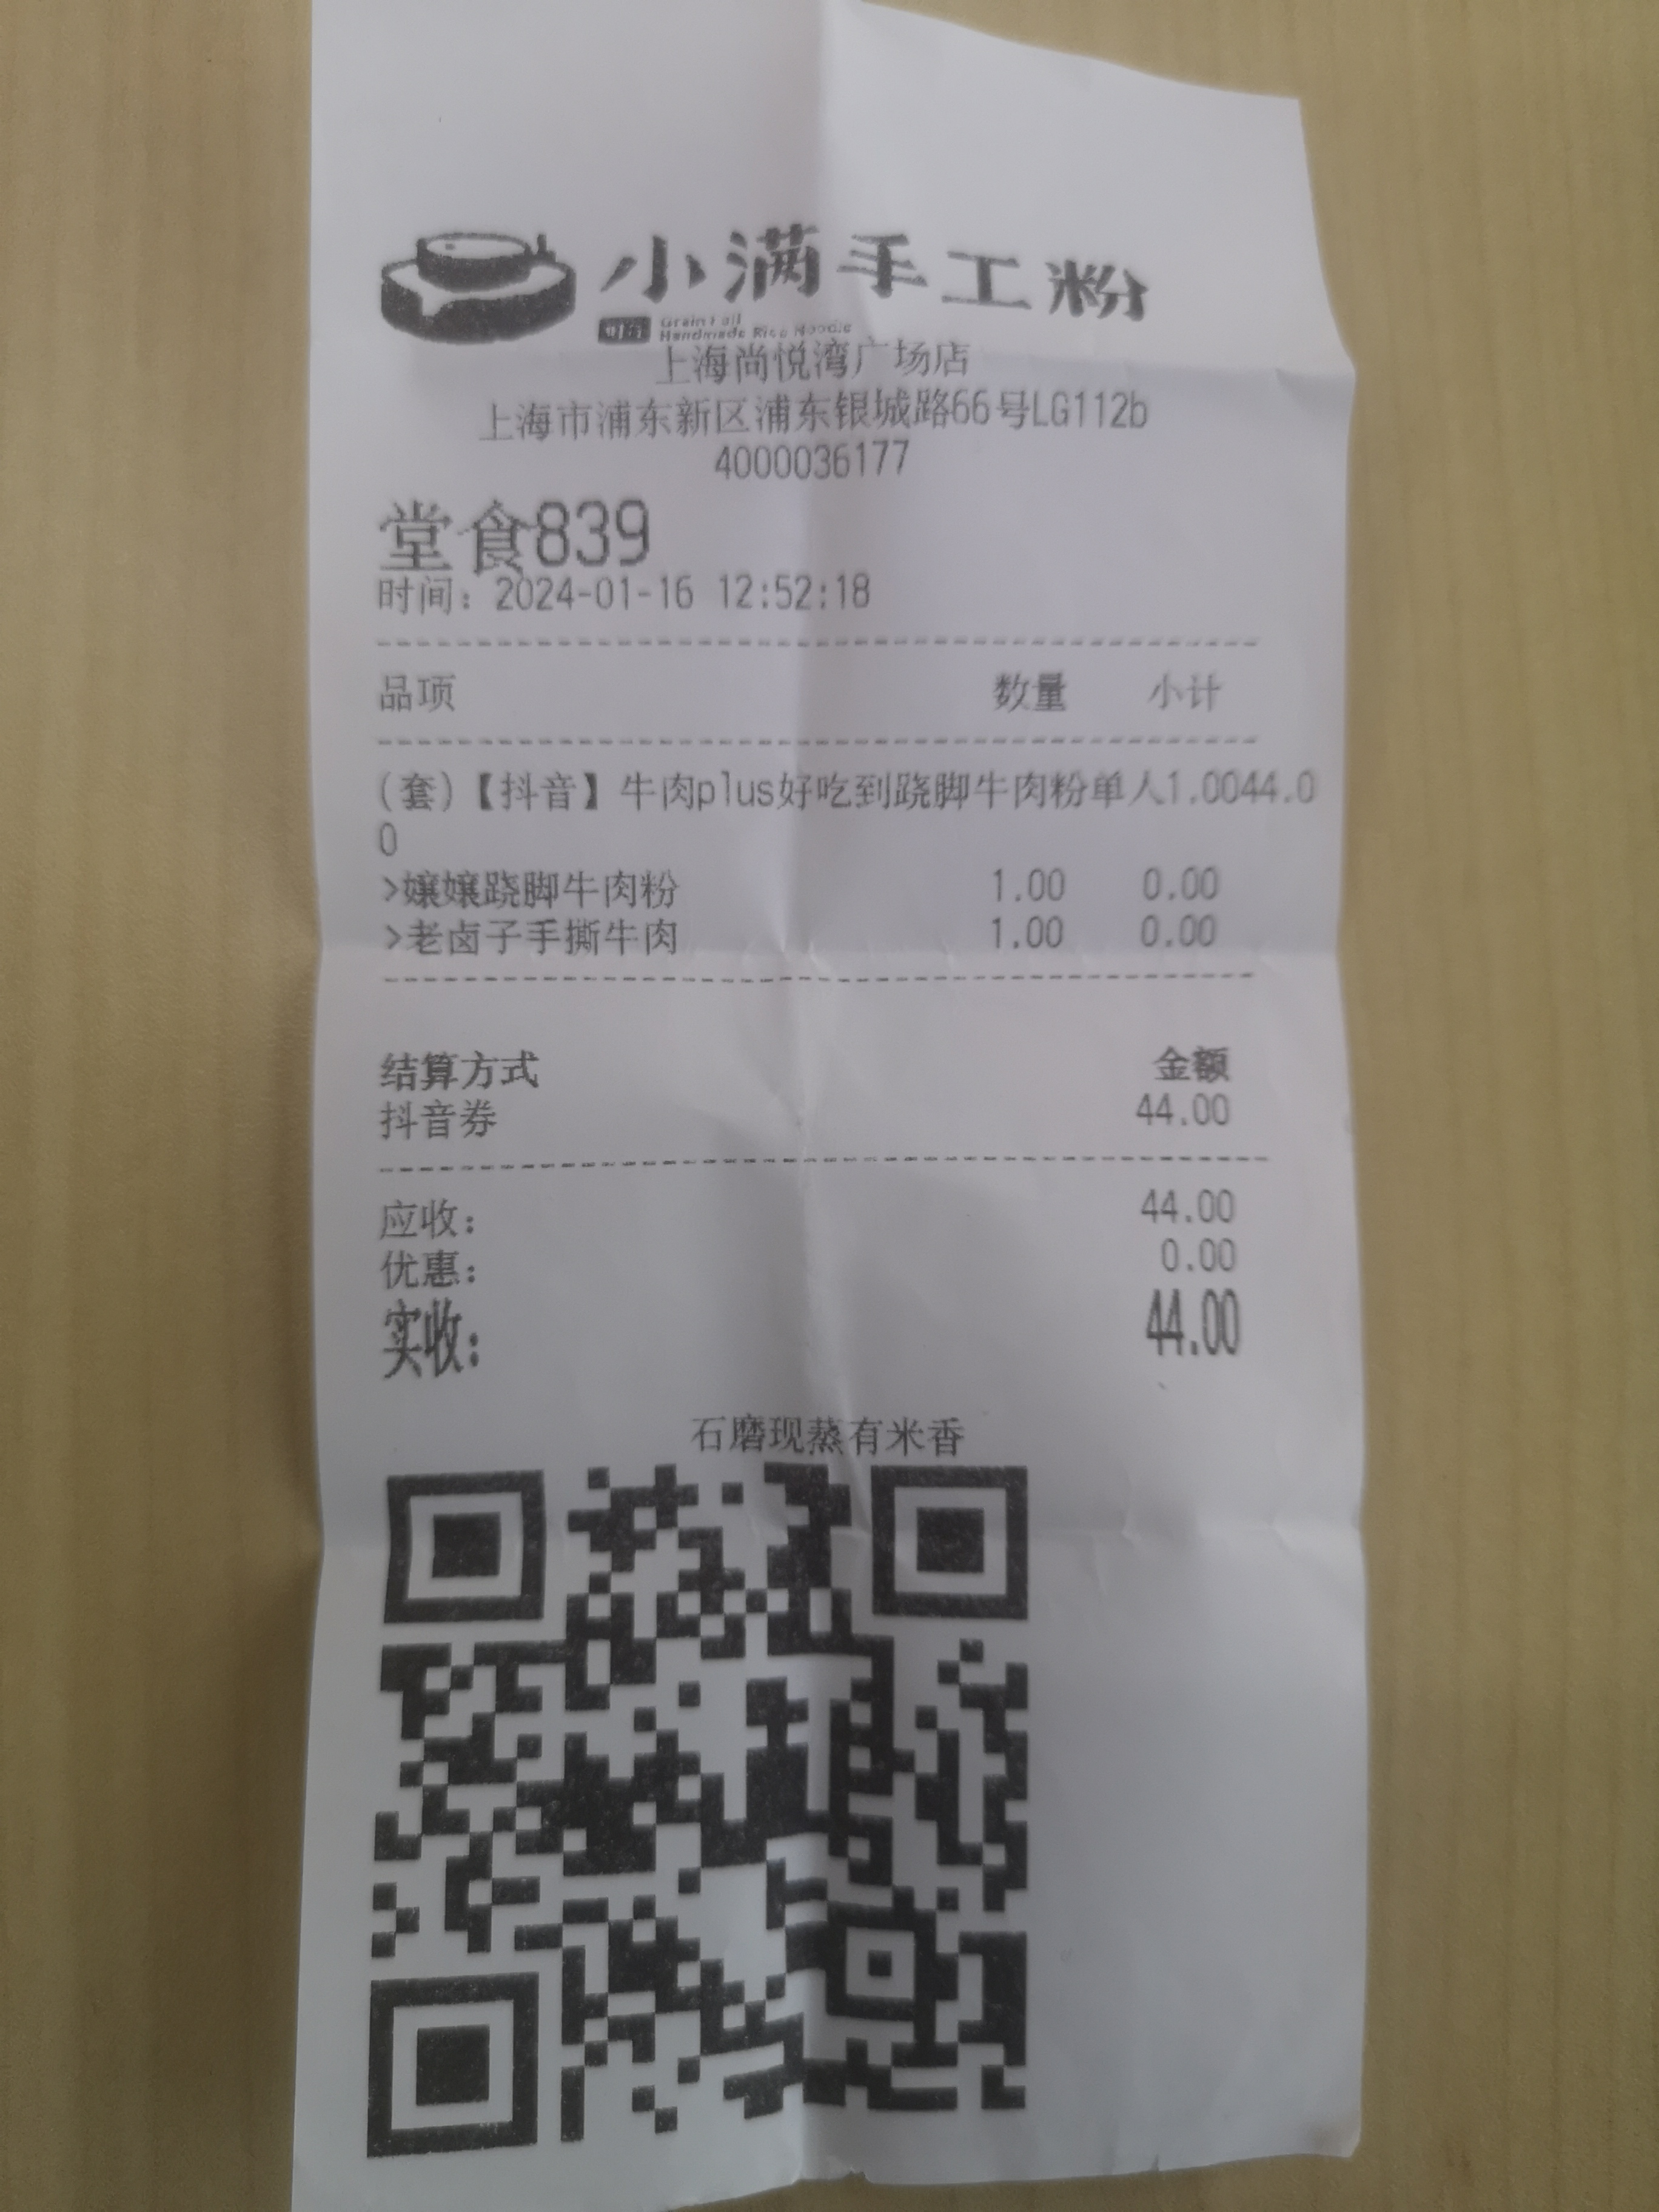 小满手工粉
Grain Full
Handmade Rice Noodle
上海尚悦湾广场店
上海市浦东新区浦东银城路66号LG112b
4000036177
堂食839
时间：2024-01-16 12:52:18
品项 数量 小计
(套)【抖音】牛肉plus好吃到跷脚牛肉粉单人1.0044.0
0
>孃孃跷脚牛肉粉 1.00 0.00
>老卤子手撕牛肉 1.00 0.00
结算方式 金额
抖音券 44.00
应收： 44.00
优惠： 0.00
实收： 44.00
石磨现蒸有米香